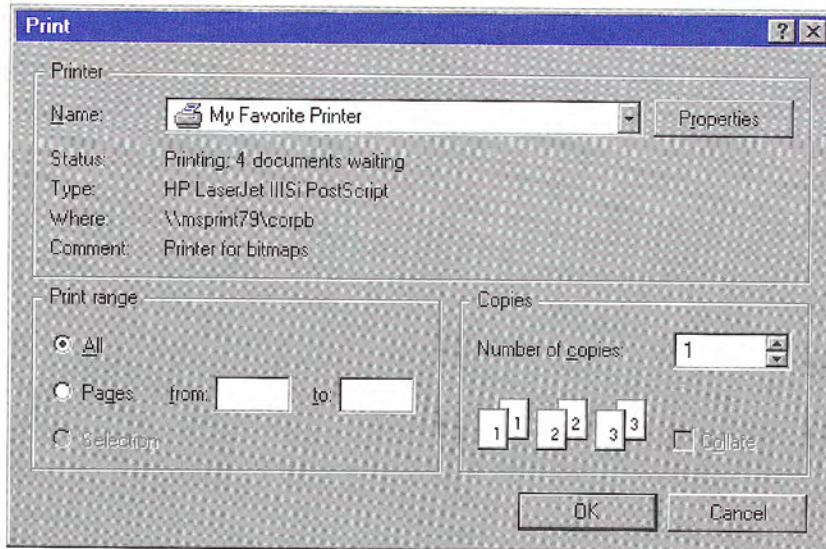 Print
Printer
Name: My Favorite Printer Properties
Status: Printing; 4 documents waiting
Type: HP LaserJet IIISi PostScript
Where: \\msprint79\corpb
Comment: Printer for bitmaps
Print range
All
Pages from: to:
Selection
Copies
Number of copies: 1
1 1 2 2 3 3 Collate
OK Cancel